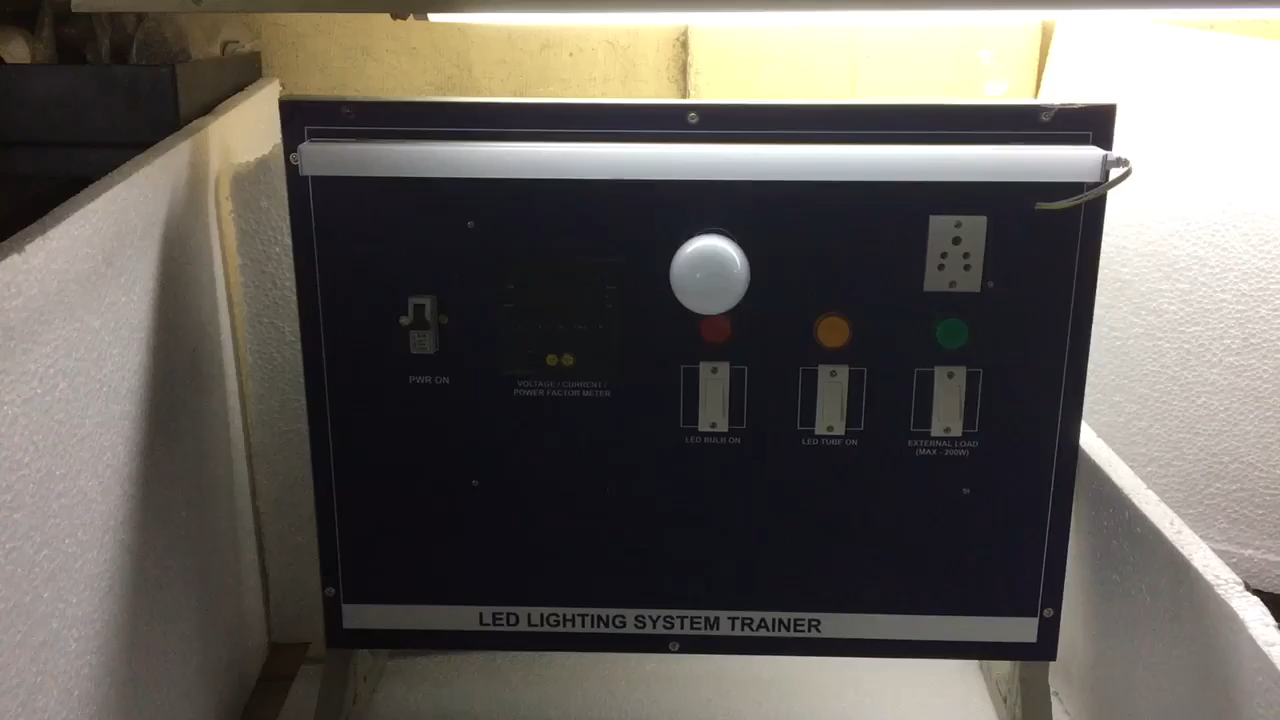 PWR ON
VOLTAGE / CURRENT /
POWER FACTOR METER
LED BULB ON
LED TUBE ON
EXTERNAL LOAD
(MAX - 200W)
LED LIGHTING SYSTEM TRAINER